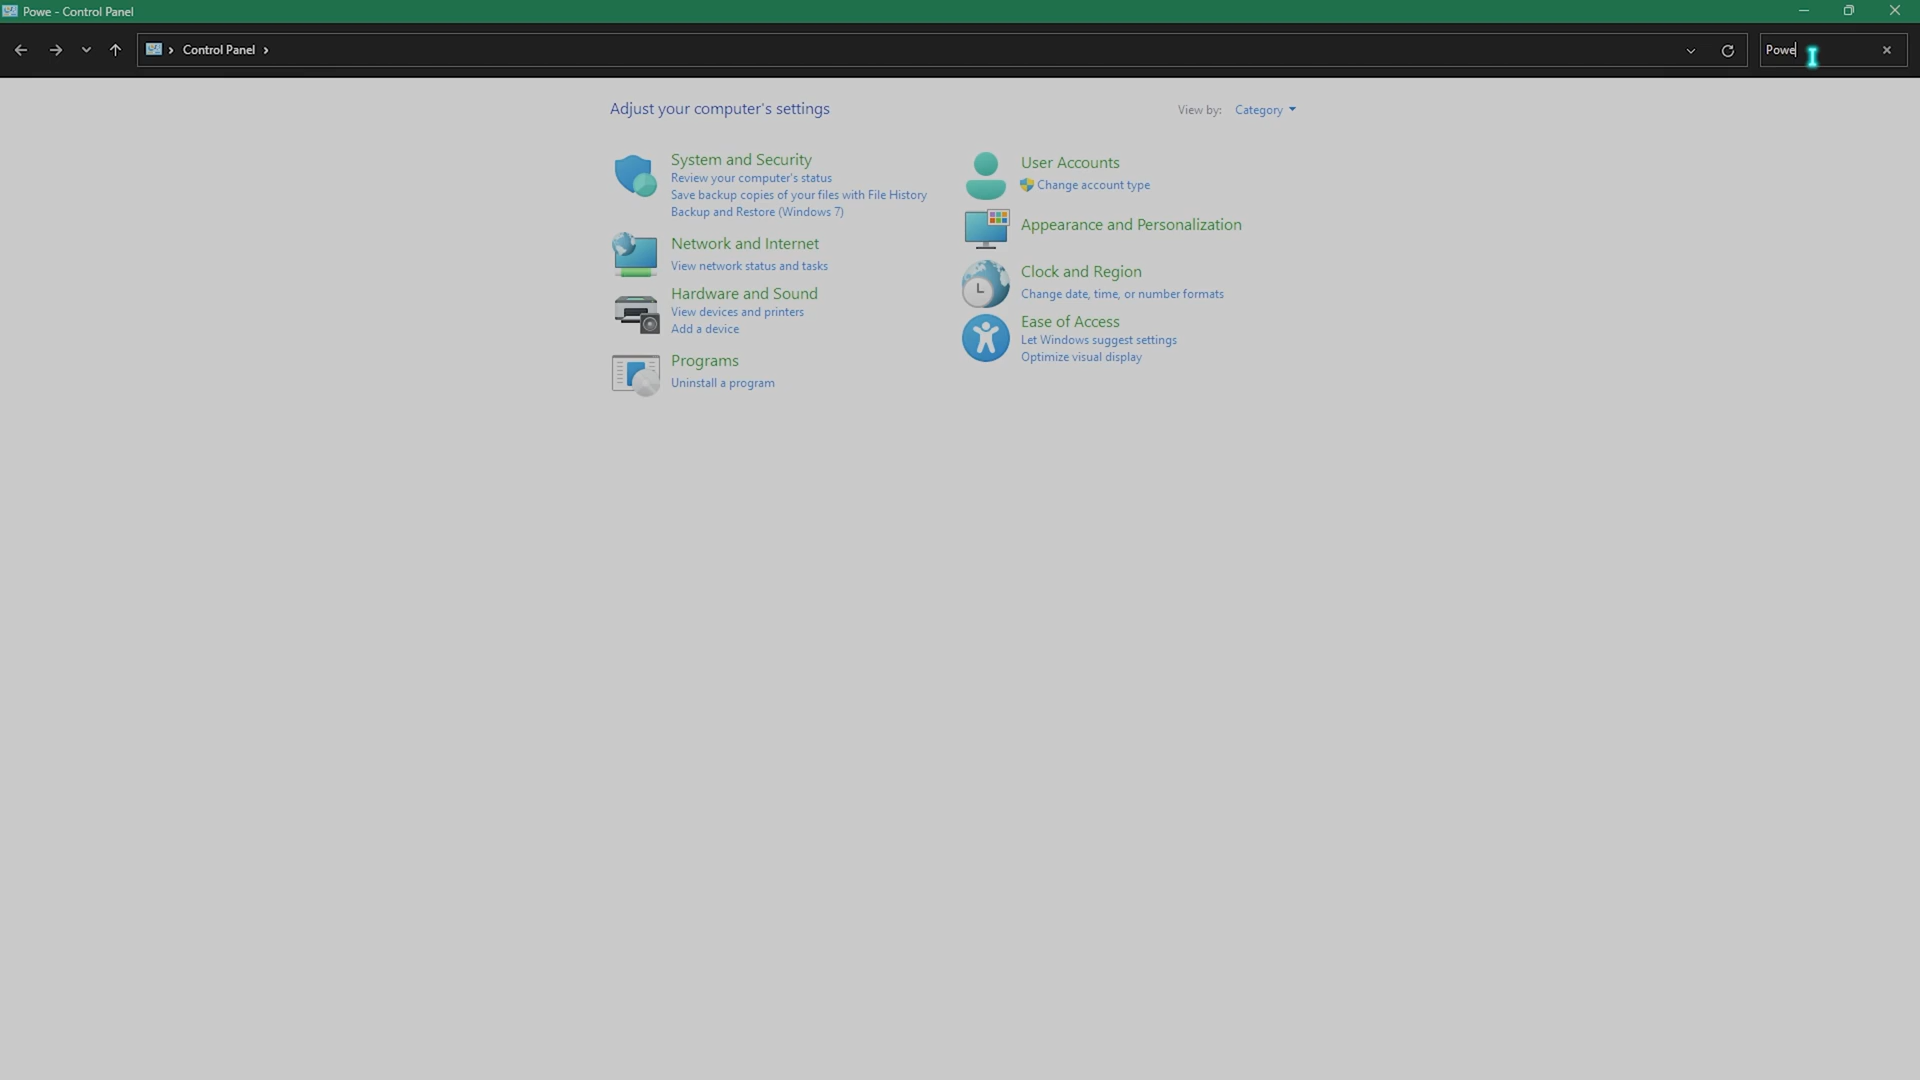 Powe - Control Panel
Control Panel
Powe
Adjust your computer's settings
View by: Category
System and Security
Review your computer's status
Save backup copies of your files with File History
Backup and Restore (Windows 7)
Network and Internet
View network status and tasks
Hardware and Sound
View devices and printers
Add a device
Programs
Uninstall a program
User Accounts
Change account type
Appearance and Personalization
Clock and Region
Change date, time, or number formats
Ease of Access
Let Windows suggest settings
Optimize visual display